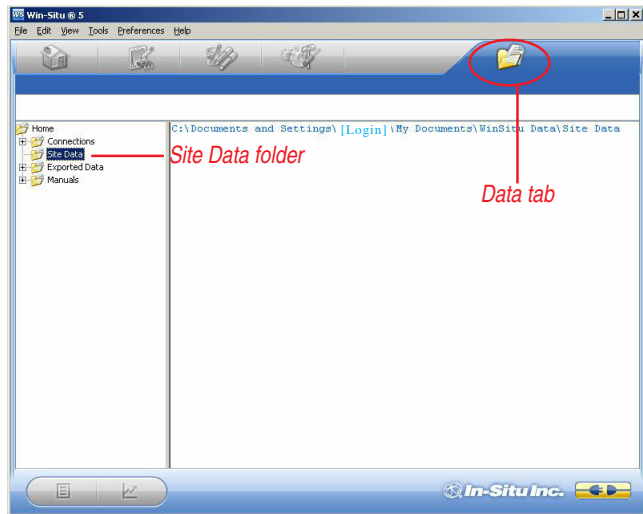 Win-Situ ® 5
File Edit View Tools Preferences Help
Home
Connections
Site Data
Exported Data
Manuals
C:\Documents and Settings\[Login]\My Documents\WinSitu Data\Site Data
Site Data folder
Data tab
In-Situ Inc.